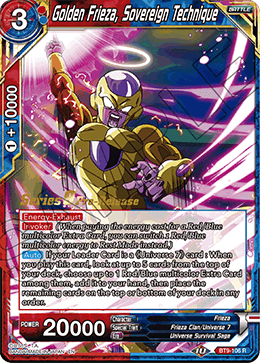 3
Golden Frieza, Sovereign Technique
BATTLE
+10000
Pre-Release
Energy-Exhaust
Invoker (When paying the energy cost for a Red/Blue
multicolor Extra Card, you can switch 1 Red/Blue
multicolor energy to Rest Mode instead.)
Auto If your Leader Card is a ≪Universe 7≫ card : When
you play this card, look at up to 5 cards from the top of
your deck, choose up to 1 Red/Blue multicolor Extra Card
among them, add it to your hand, then place the
remaining cards on the top or bottom of your deck in any
order.
POWER
20000
Character
Frieza
Special Trait
Frieza Clan/Universe 7
Era
Universe Survival Saga
BT9-106 R